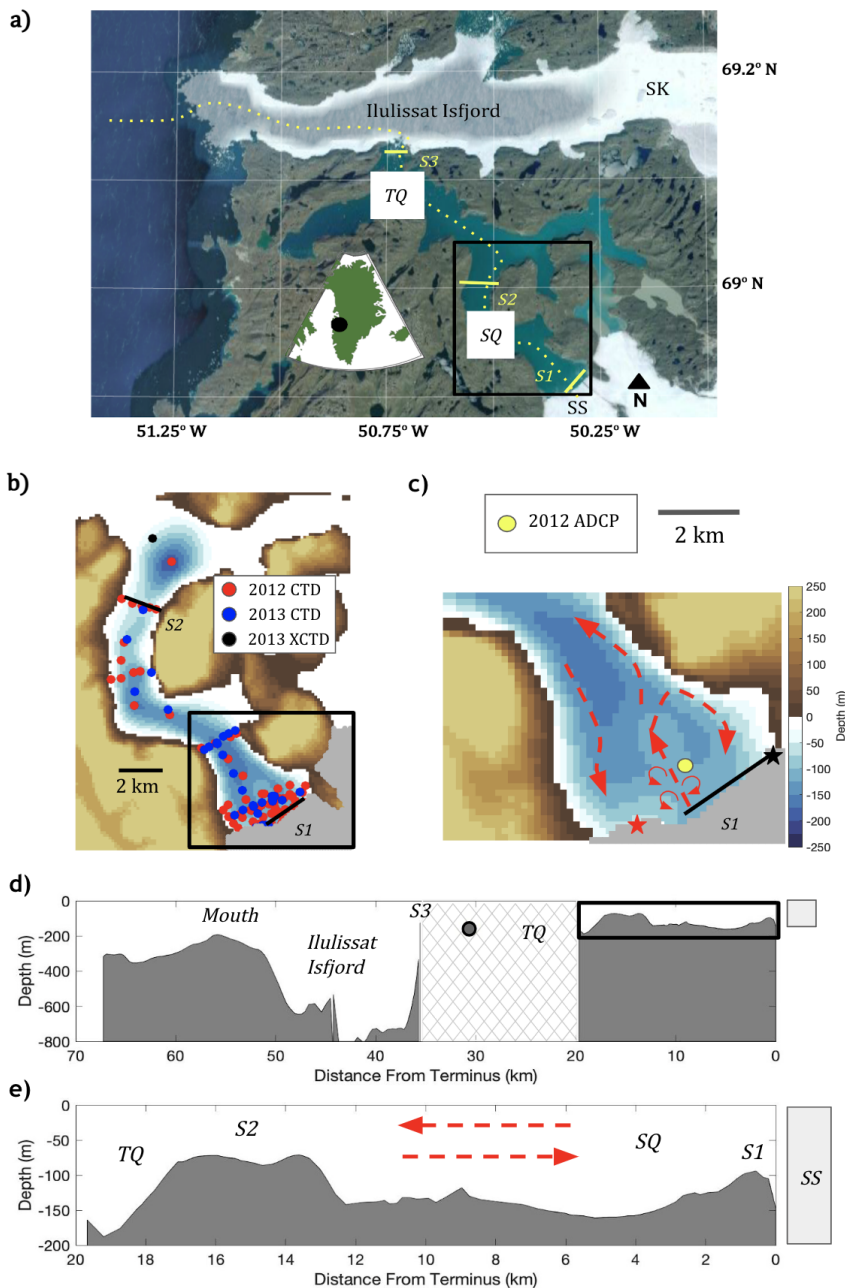 a)
69.2° N
SK
Ilulissat Isfjord
S3
TQ
69° N
S2
SQ
S1
SS
N
51.25° W
50.75° W
50.25° W
b)
2012 CTD
2013 CTD
2013 XCTD
S2
2 km
S1
c)
2012 ADCP
2 km
250
200
150
100
50
0
-50
-100
-150
-200
-250
Depth (m)
S1
d)
0
-200
-400
-600
-800
Depth (m)
Mouth
Ilulissat
Isfjord
S3
TQ
70
60
50
40
30
20
10
0
Distance From Terminus (km)
e)
0
-50
-100
-150
-200
Depth (m)
TQ
S2
SQ
S1
SS
20
18
16
14
12
10
8
6
4
2
0
Distance From Terminus (km)